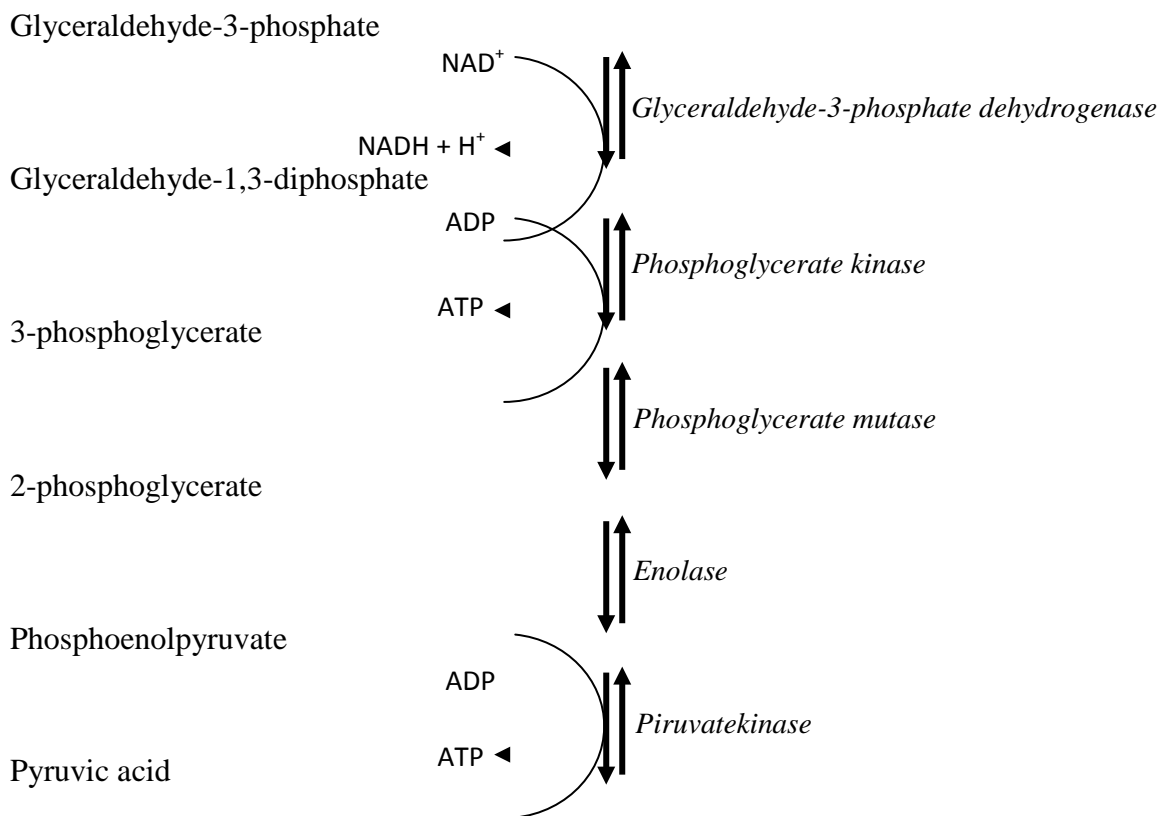 Glyceraldehyde-3-phosphate
NAD⁺
Glyceraldehyde-3-phosphate dehydrogenase
NADH + H⁺
Glyceraldehyde-1,3-diphosphate
ADP
Phosphoglycerate kinase
ATP
3-phosphoglycerate
Phosphoglycerate mutase
2-phosphoglycerate
Enolase
Phosphoenolpyruvate
ADP
Piruvatekinase
ATP
Pyruvic acid